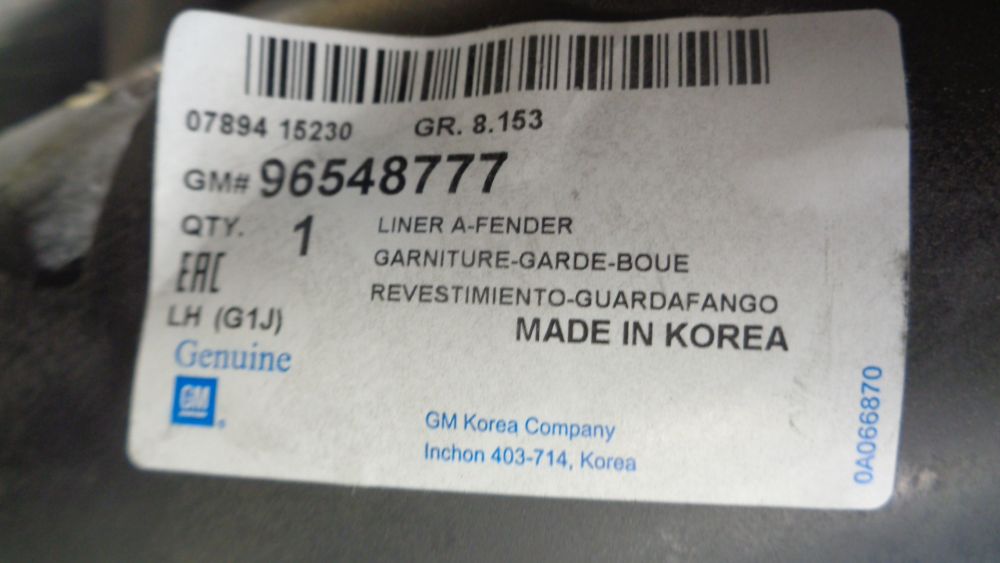 07894 15230 GR. 8.153
GM# 96548777
QTY. 1 LINER A-FENDER
GARNITURE-GARDE-BOUE
EAC
REVESTIMIENTO-GUARDAFANGO
LH (G1J) MADE IN KOREA
Genuine
GM
GM Korea Company
Inchon 403-714, Korea
0A066870